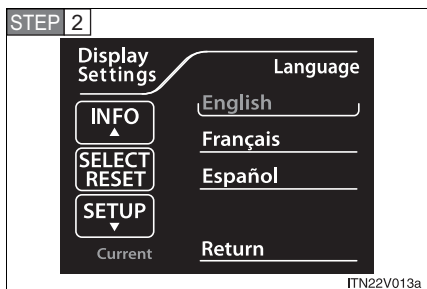 STEP 2
Display
Settings
Language
INFO
▲
SELECT
RESET
SETUP
▼
Current
English
Français
Español
Return
ITN22V013a